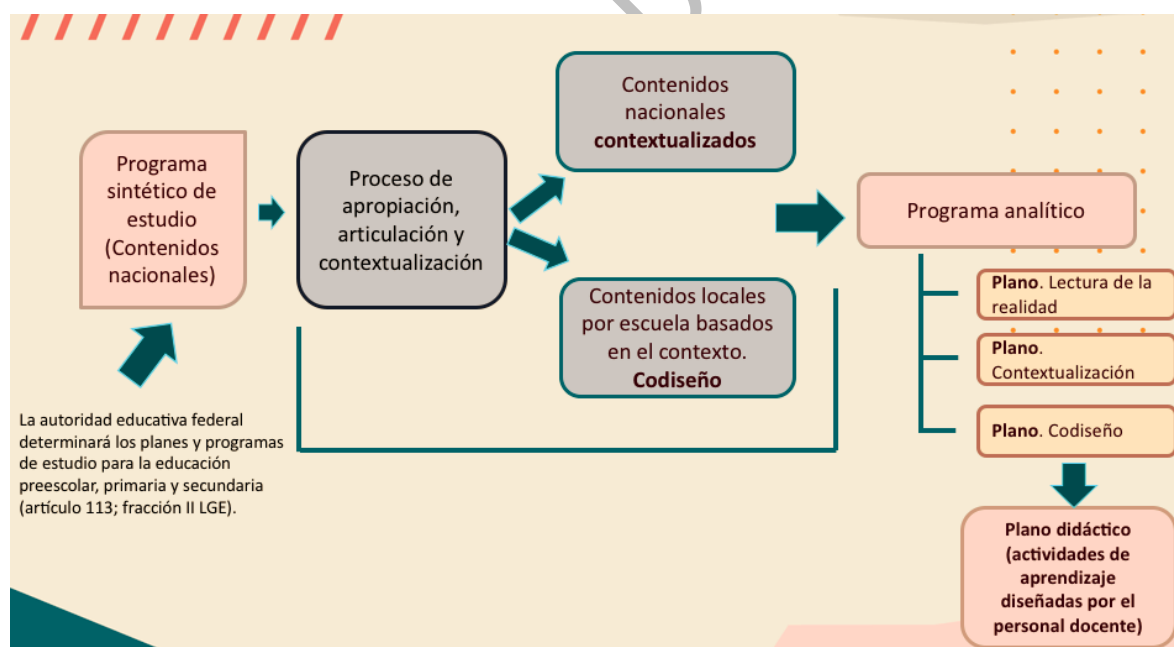 Programa
sintético de
estudio
(Contenidos
nacionales)
La autoridad educativa federal
determinará los planes y programas
de estudio para la educación
preescolar, primaria y secundaria
(artículo 113; fracción II LGE).
Proceso de
apropiación,
articulación y
contextualización
Contenidos
nacionales
contextualizados
Contenidos locales
por escuela basados
en el contexto.
Codiseño
Programa analítico
Plano. Lectura de la
realidad
Plano.
Contextualización
Plano. Codiseño
Plano didáctico
(actividades de
aprendizaje
diseñadas por el
personal docente)